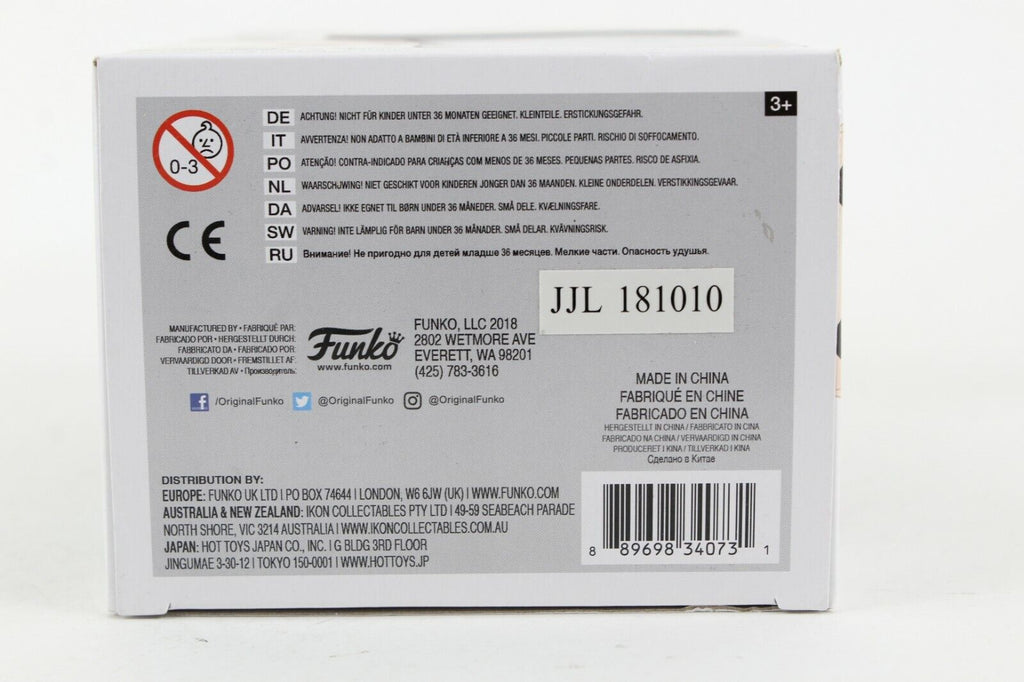 3+
0-3
DE ACHTUNG! NICHT FÜR KINDER UNTER 36 MONATEN GEEIGNET. KLEINTEILE. ERSTICKUNGSGEFAHR.
IT AVVERTENZA! NON ADATTO A BAMBINI DI ETÀ INFERIORE A 36 MESI. PICCOLE PARTI. RISCHIO DI SOFFOCAMENTO.
PO ATENÇÃO! CONTRA-INDICADO PARA CRIAHÇAS COM MENOS DE 36 MESES. PEQUENAS PARTES. RISCO DE ASFIXIA.
NL WAARSCHJWING! NIET GESCHIKT VOOR KINDEREN JONGER DAN 36 MAANDEN. KLEINE ONDERDELEN. VERSTIKKINGSGEVAAR.
DA ADVARSEL! IKKE EGNET TIL BØRN UNDER 36 MÅNEDER. SMÅ DELE. KVÆLNINGSFARE.
SW VARNING! INTE LÄMPLIG FÖR BARN UNDER 36 MÅNADER. SMÅ DELAR. KVÄVNINGSRISK.
RU Внимание! Не пригодно для детей младше 36 месяцев. Мелкие части. Опасность удушья.
CE
JJL 181010
MANUFACTURED BY • FABRIQUÉ PAR:
FABRICADO POR • HERGESTELLT DURCH:
FABBRICATO DA • FABRICADO POR:
VERVAARDIGD DOOR • FREMSTILLET AF:
TILLVERKAD AV • Производитель:
Funko
www.funko.com
FUNKO, LLC 2018
2802 WETMORE AVE
EVERETT, WA 98201
(425) 783-3616
/OriginalFunko @OriginalFunko @OriginalFunko
MADE IN CHINA
FABRIQUÉ EN CHINE
FABRICADO EN CHINA
HERGESTELLT IN CHINA / FABBRICATO IN CINA
FABRICADO NA CHINA / VERVAARDIGD IN CHINA
PRODUCERET I KINA / TILLVERKAD I KINA
Сделано в Китае
DISTRIBUTION BY:
EUROPE: FUNKO UK LTD | PO BOX 74644 | LONDON, W6 6JW (UK) | WWW.FUNKO.COM
AUSTRALIA & NEW ZEALAND: IKON COLLECTABLES PTY LTD | 49-59 SEABEACH PARADE
NORTH SHORE, VIC 3214 AUSTRALIA | WWW.IKONCOLLECTABLES.COM.AU
JAPAN: HOT TOYS JAPAN CO., INC. | G BLDG 3RD FLOOR
JINGUMAE 3-30-12 | TOKYO 150-0001 | WWW.HOTTOYS.JP
8 89698 34073 1